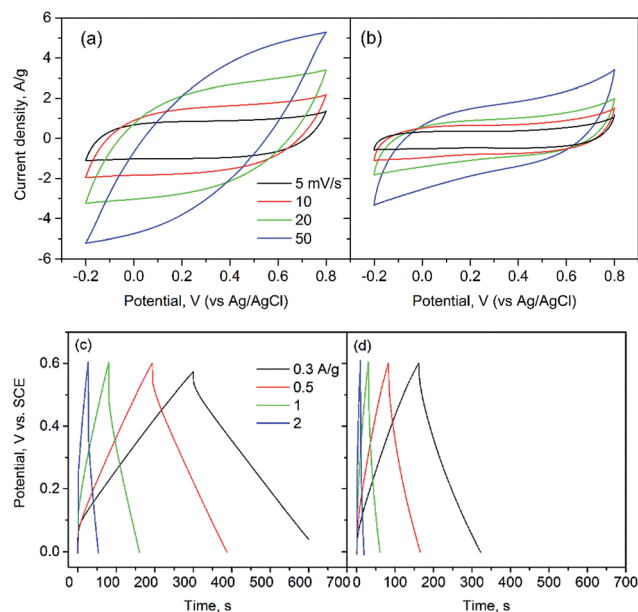 (a)
(b)
Current density, A/g
6
4
2
0
-2
-4
-6
5 mV/s
10
20
50
-0.2 0.0 0.2 0.4 0.6 0.8
-0.2 0.0 0.2 0.4 0.6 0.8
Potential, V (vs Ag/AgCl)
Potential, V (vs Ag/AgCl)
(c)
(d)
Potential, V vs. SCE
0.6
0.4
0.2
0.0
0.3 A/g
0.5
1
2
0 100 200 300 400 500 600 700
0 100 200 300 400 500 600 700
Time, s
Time, s